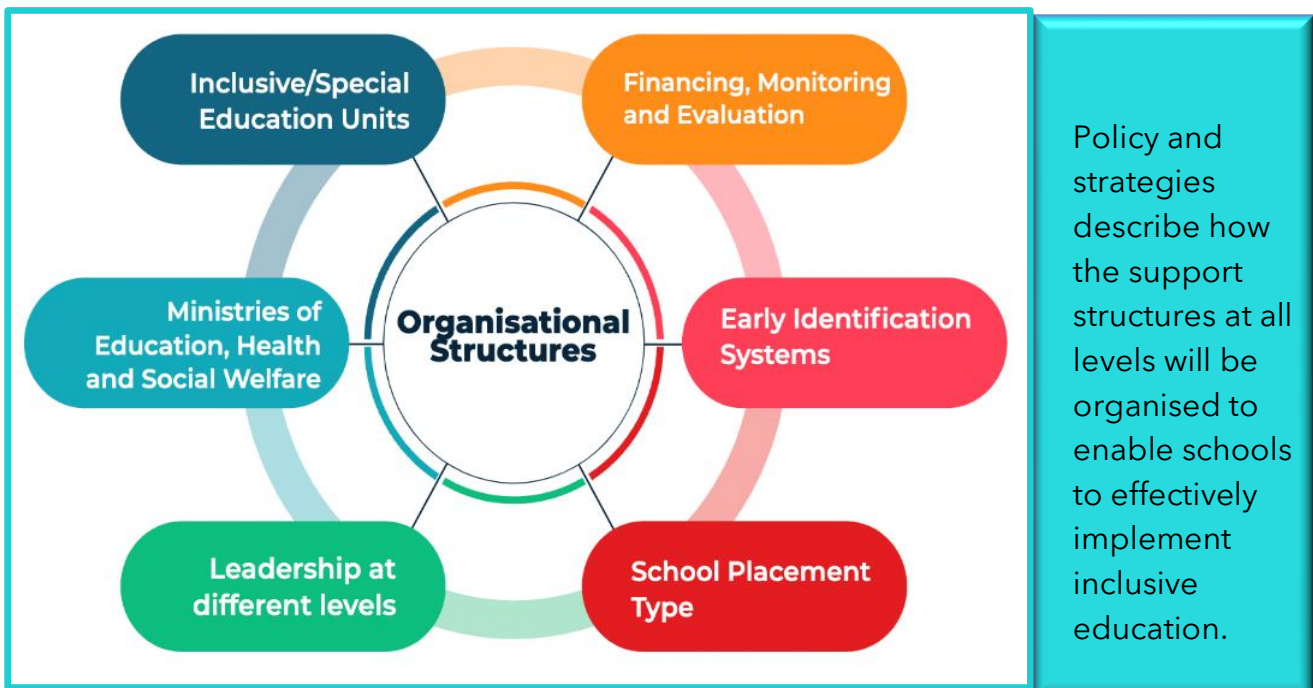 Inclusive/Special
Education Units
Financing, Monitoring
and Evaluation
Ministries of
Education, Health
and Social Welfare
Organisational
Structures
Early Identification
Systems
Leadership at
different levels
School Placement
Type
Policy and
strategies
describe how
the support
structures at all
levels will be
organised to
enable schools
to effectively
implement
inclusive
education.